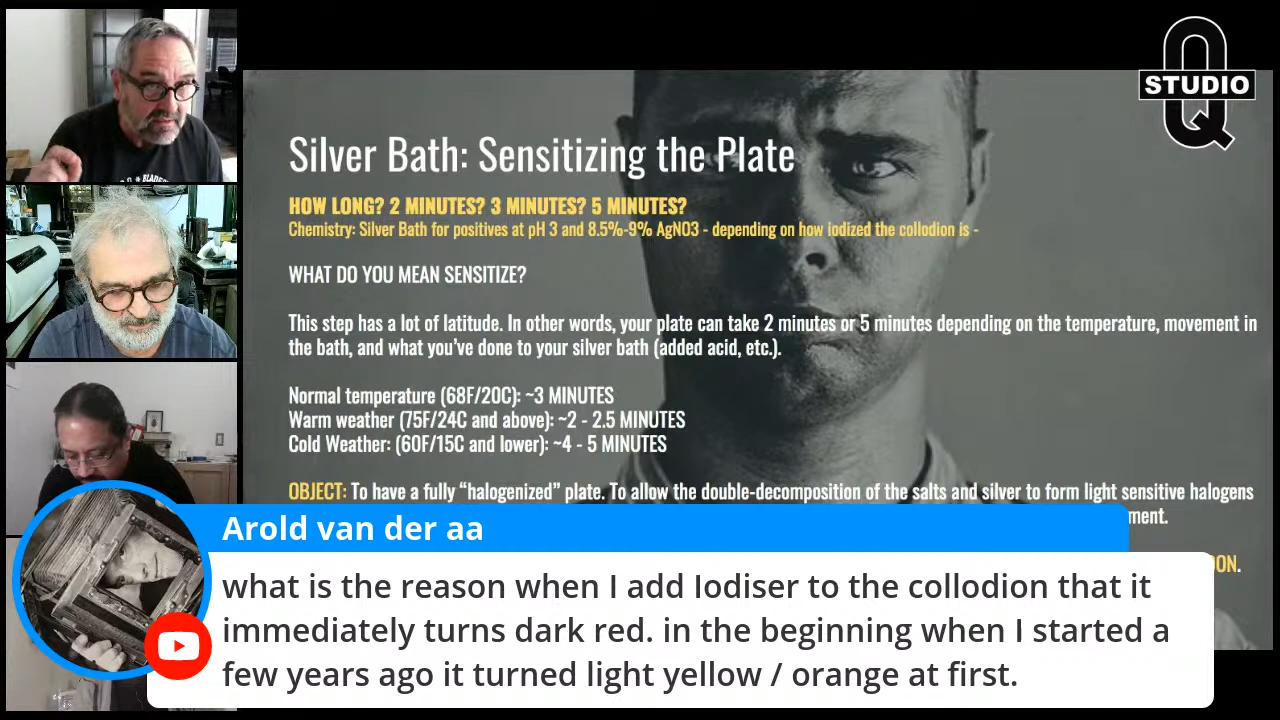 STUDIO
Q
Silver Bath: Sensitizing the Plate
HOW LONG? 2 MINUTES? 3 MINUTES? 5 MINUTES?
Chemistry: Silver Bath for positives at pH 3 and 8.5%-9% AgNO3 - depending on how iodized the collodion is -
WHAT DO YOU MEAN SENSITIZE?
This step has a lot of latitude. In other words, your plate can take 2 minutes or 5 minutes depending on the temperature, movement in
the bath, and what you've done to your silver bath (added acid, etc.).
Normal temperature (68F/20C): ~3 MINUTES
Warm weather (75F/24C and above): ~2 - 2.5 MINUTES
Cold Weather: (60F/15C and lower): ~4 - 5 MINUTES
OBJECT: To have a fully “halogenized” plate. To allow the double-decomposition of the salts and silver to form light sensitive halogens
Arold van der aa
what is the reason when I add Iodiser to the collodion that it
immediately turns dark red. in the beginning when I started a
few years ago it turned light yellow / orange at first.